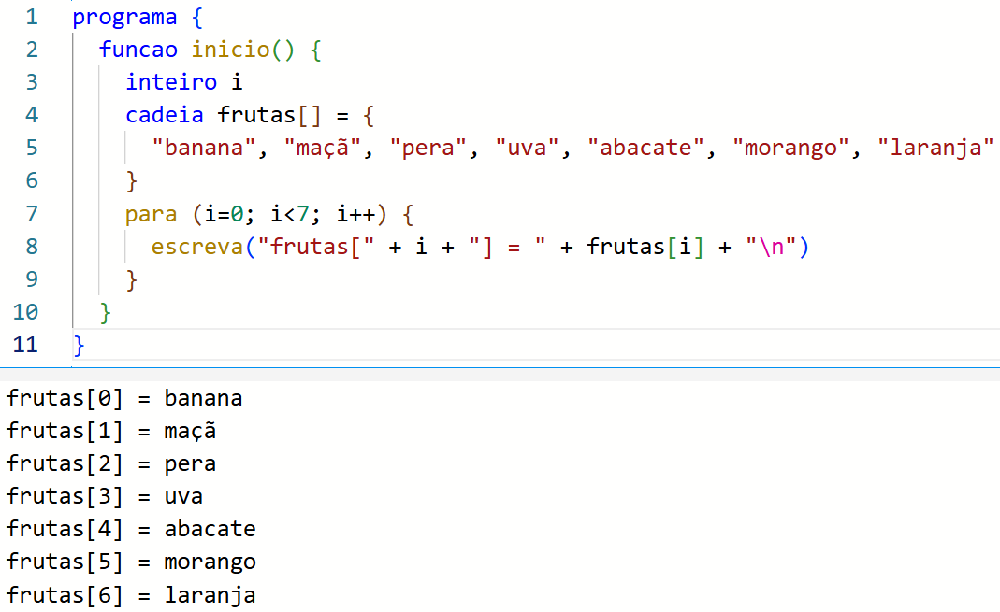 1 programa {
2   funcao inicio() {
3     inteiro i
4     cadeia frutas[] = {
5       "banana", "maçã", "pera", "uva", "abacate", "morango", "laranja"
6     }
7     para (i=0; i<7; i++) {
8       escreva("frutas[" + i + "] = " + frutas[i] + "\n")
9     }
10   }
11 }
frutas[0] = banana
frutas[1] = maçã
frutas[2] = pera
frutas[3] = uva
frutas[4] = abacate
frutas[5] = morango
frutas[6] = laranja